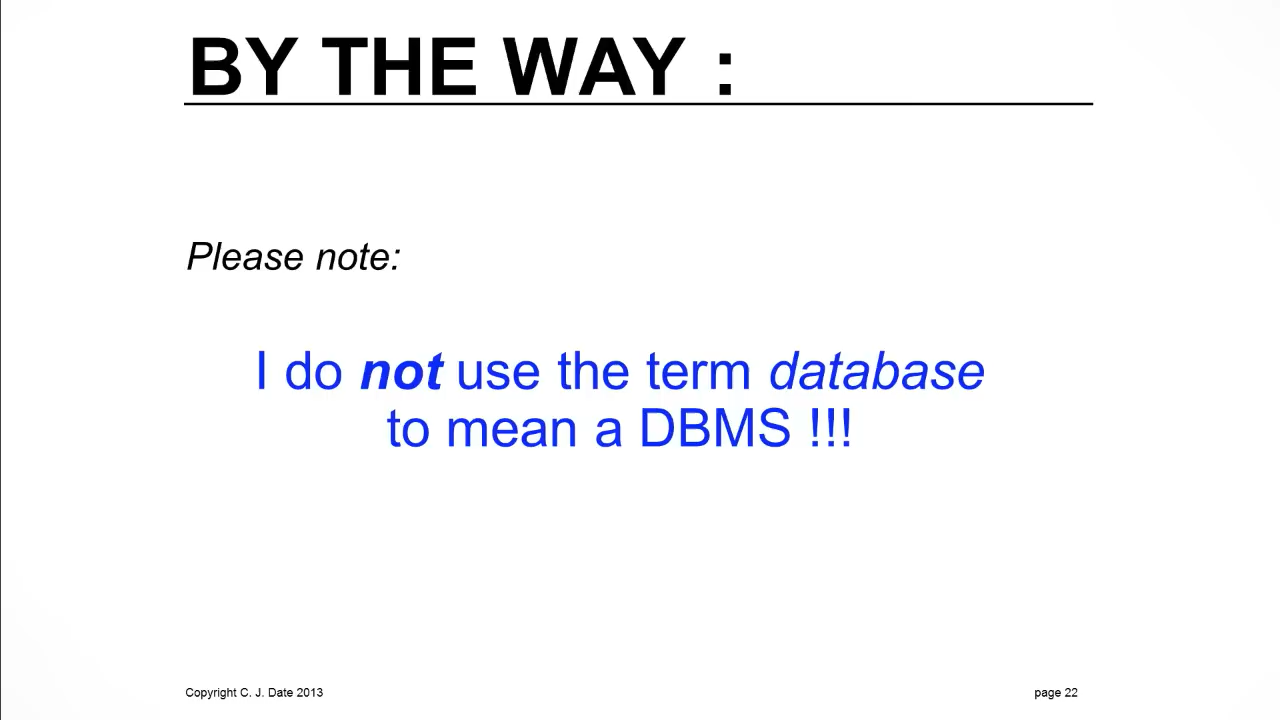 BY THE WAY :
Please note:
I do not use the term database
to mean a DBMS !!!
Copyright C. J. Date 2013
page 22